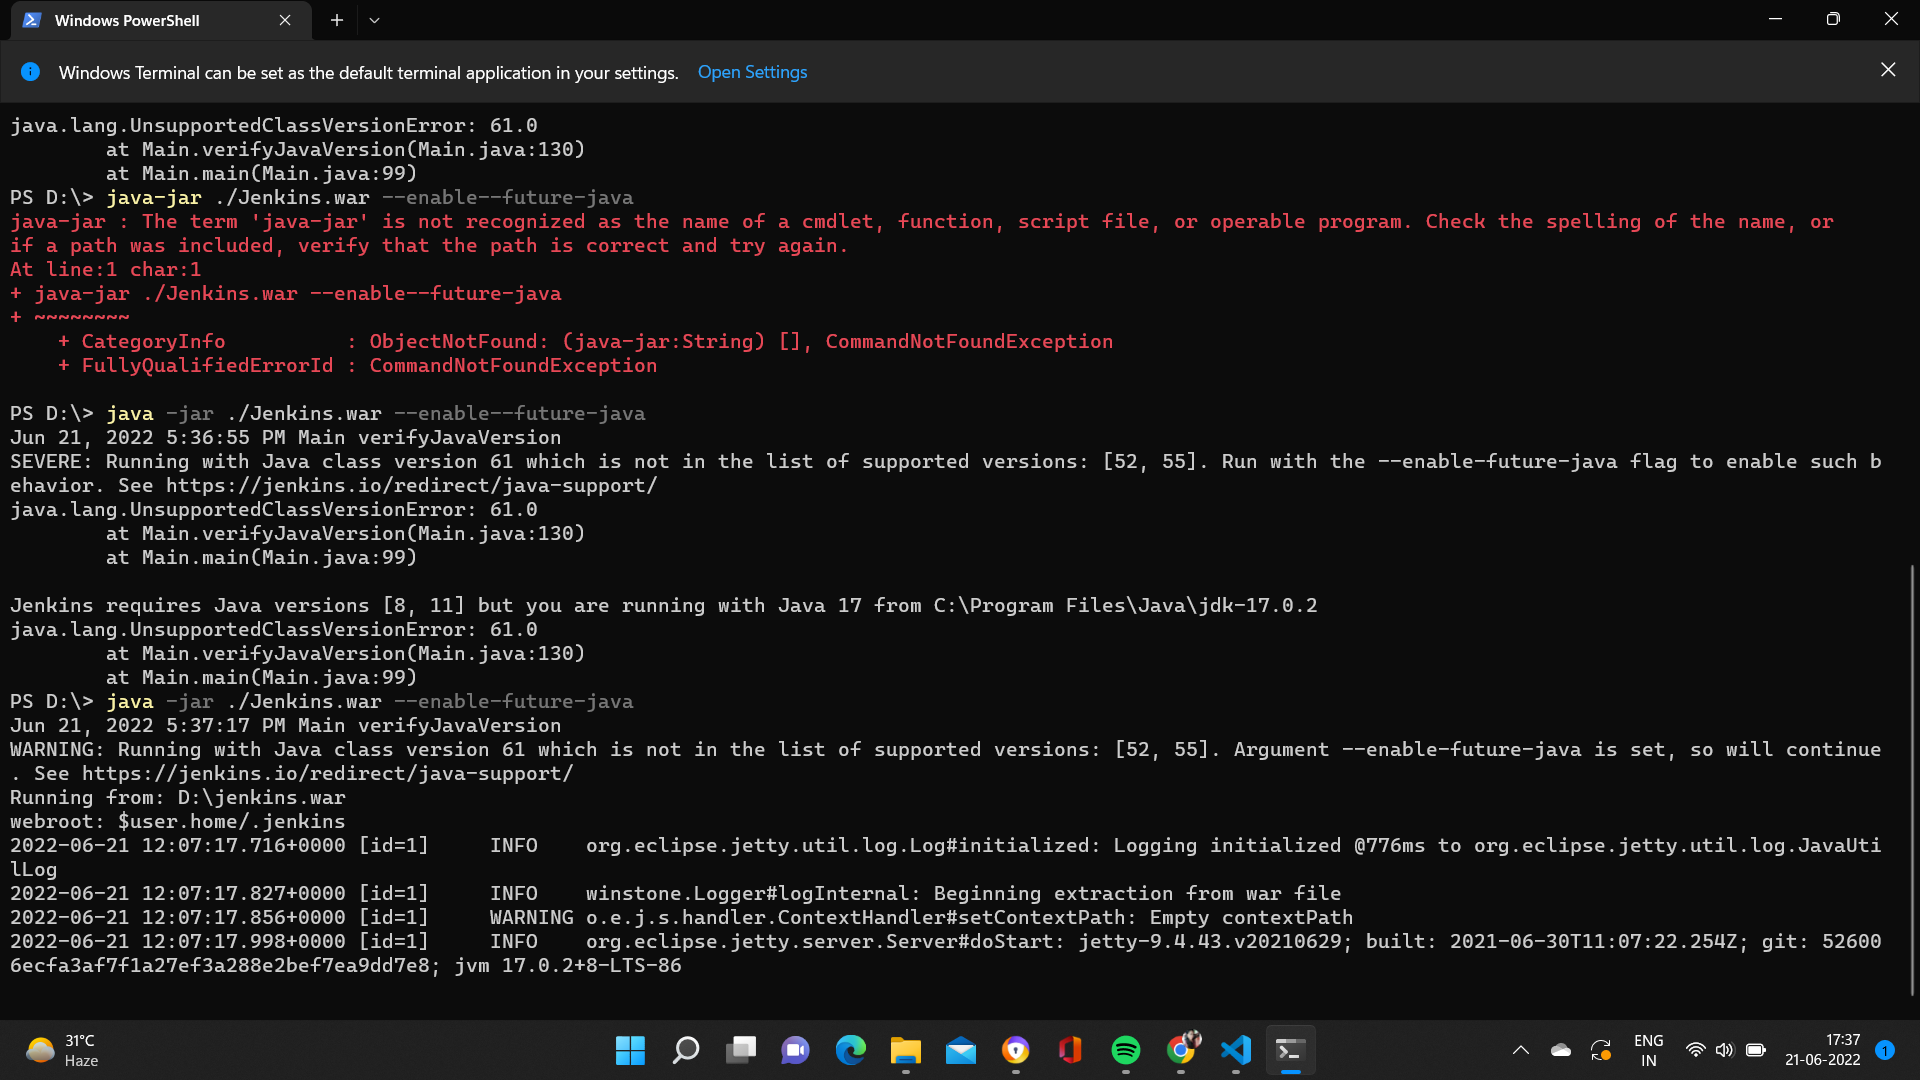 Windows PowerShell
Windows Terminal can be set as the default terminal application in your settings. Open Settings
java.lang.UnsupportedClassVersionError: 61.0
        at Main.verifyJavaVersion(Main.java:130)
        at Main.main(Main.java:99)
PS D:\> java-jar ./Jenkins.war --enable--future-java
java-jar : The term 'java-jar' is not recognized as the name of a cmdlet, function, script file, or operable program. Check the spelling of the name, or
if a path was included, verify that the path is correct and try again.
At line:1 char:1
+ java-jar ./Jenkins.war --enable--future-java
+ ~~~~~~~~
    + CategoryInfo          : ObjectNotFound: (java-jar:String) [], CommandNotFoundException
    + FullyQualifiedErrorId : CommandNotFoundException
PS D:\> java -jar ./Jenkins.war --enable--future-java
Jun 21, 2022 5:36:55 PM Main verifyJavaVersion
SEVERE: Running with Java class version 61 which is not in the list of supported versions: [52, 55]. Run with the --enable-future-java flag to enable such b
ehavior. See https://jenkins.io/redirect/java-support/
java.lang.UnsupportedClassVersionError: 61.0
        at Main.verifyJavaVersion(Main.java:130)
        at Main.main(Main.java:99)
Jenkins requires Java versions [8, 11] but you are running with Java 17 from C:\Program Files\Java\jdk-17.0.2
java.lang.UnsupportedClassVersionError: 61.0
        at Main.verifyJavaVersion(Main.java:130)
        at Main.main(Main.java:99)
PS D:\> java -jar ./Jenkins.war --enable-future-java
Jun 21, 2022 5:37:17 PM Main verifyJavaVersion
WARNING: Running with Java class version 61 which is not in the list of supported versions: [52, 55]. Argument --enable-future-java is set, so will continue
. See https://jenkins.io/redirect/java-support/
Running from: D:\jenkins.war
webroot: $user.home/.jenkins
2022-06-21 12:07:17.716+0000 [id=1]     INFO    org.eclipse.jetty.util.log.Log#initialized: Logging initialized @776ms to org.eclipse.jetty.util.log.JavaUti
lLog
2022-06-21 12:07:17.827+0000 [id=1]     INFO    winstone.Logger#logInternal: Beginning extraction from war file
2022-06-21 12:07:17.856+0000 [id=1]     WARNING o.e.j.s.handler.ContextHandler#setContextPath: Empty contextPath
2022-06-21 12:07:17.998+0000 [id=1]     INFO    org.eclipse.jetty.server.Server#doStart: jetty-9.4.43.v20210629; built: 2021-06-30T11:07:22.254Z; git: 52600
6ecfa3af7f1a27ef3a288e2bef7ea9dd7e8; jvm 17.0.2+8-LTS-86
31°C
Haze
ENG
IN
17:37
21-06-2022
1